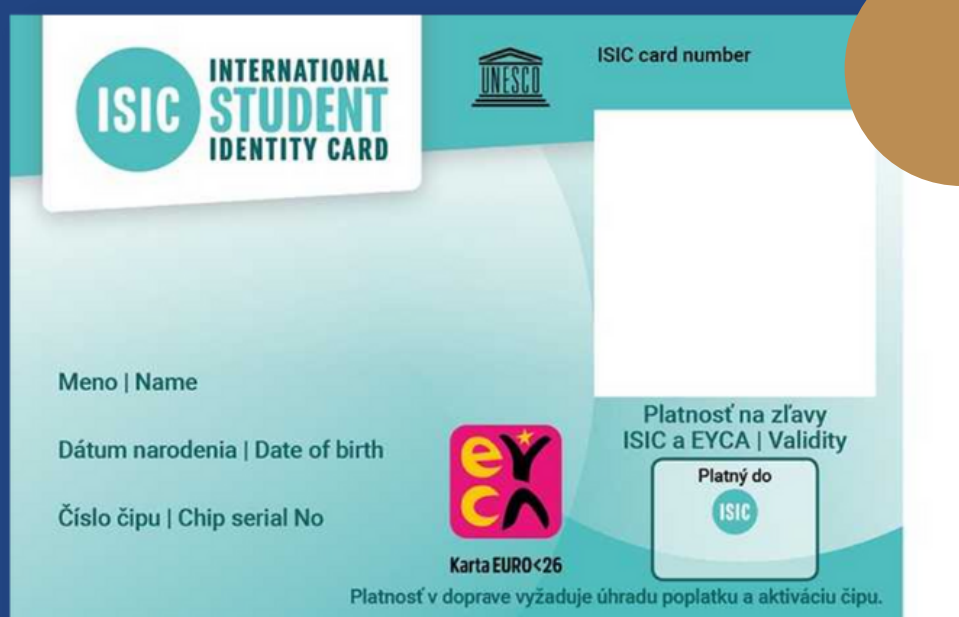 ISIC
INTERNATIONAL
STUDENT
IDENTITY CARD
UNESCO
ISIC card number
Meno | Name
Dátum narodenia | Date of birth
Číslo čipu | Chip serial No
eyca
Karta EURO<26
Platnosť na zľavy
ISIC a EYCA | Validity
Platný do
ISIC
Platnosť v doprave vyžaduje úhradu poplatku a aktiváciu čipu.